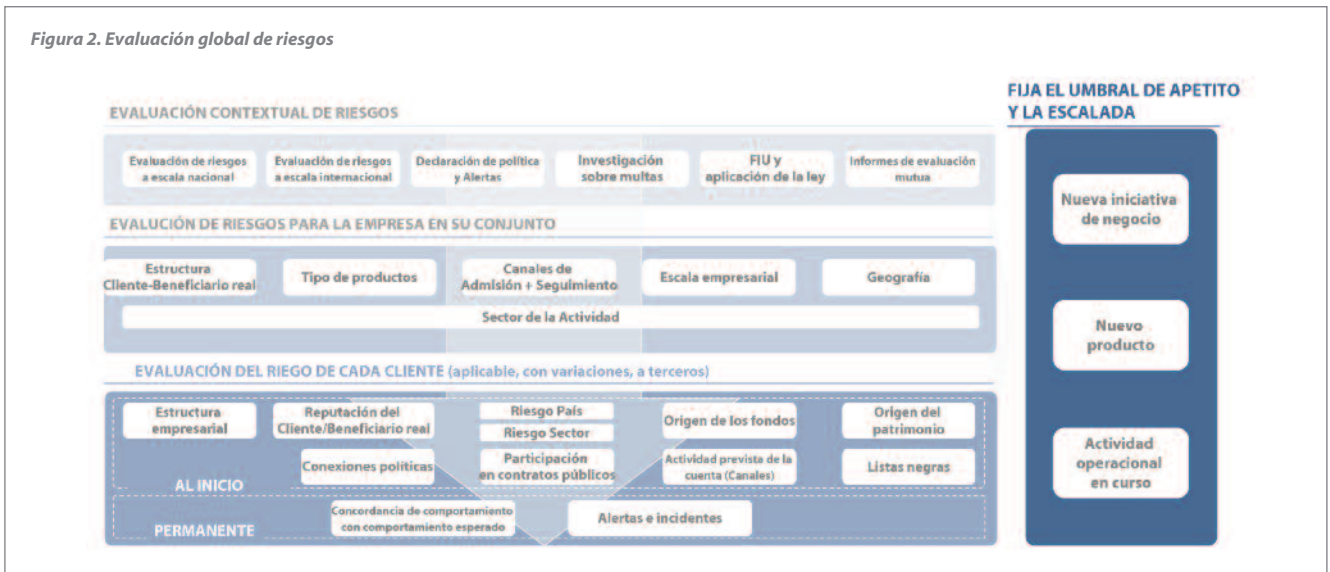 Figura 2. Evaluación global de riesgos
FIJA EL UMBRAL DE APETITO
Y LA ESCALADA
EVALUACIÓN CONTEXTUAL DE RIESGOS
Evaluación de riesgos
a escala nacional
Evaluación de riesgos
a escala internacional
Declaración de política
y Alertas
Investigación
sobre multas
FIU y
aplicación de la ley
Informes de evaluación
mutua
EVALUCIÓN DE RIESGOS PARA LA EMPRESA EN SU CONJUNTO
Estructura
Cliente-Beneficiario real
Tipo de productos
Canales de
Admisión + Seguimiento
Escala empresarial
Geografía
Sector de la Actividad
EVALUACIÓN DEL RIEGO DE CADA CLIENTE (aplicable, con variaciones, a terceros)
Estructura
empresarial
Reputación del
Cliente/Beneficiario real
Riesgo País
Riesgo Sector
Origen de los fondos
Origen del
patrimonio
Conexiones políticas
Participación
en contratos públicos
Actividad prevista de la
cuenta (Canales)
Listas negras
AL INICIO
Concordancia de comportamiento
con comportamiento esperado
Alertas e incidentes
PERMANENTE
Nueva iniciativa
de negocio
Nuevo
producto
Actividad
operacional
en curso